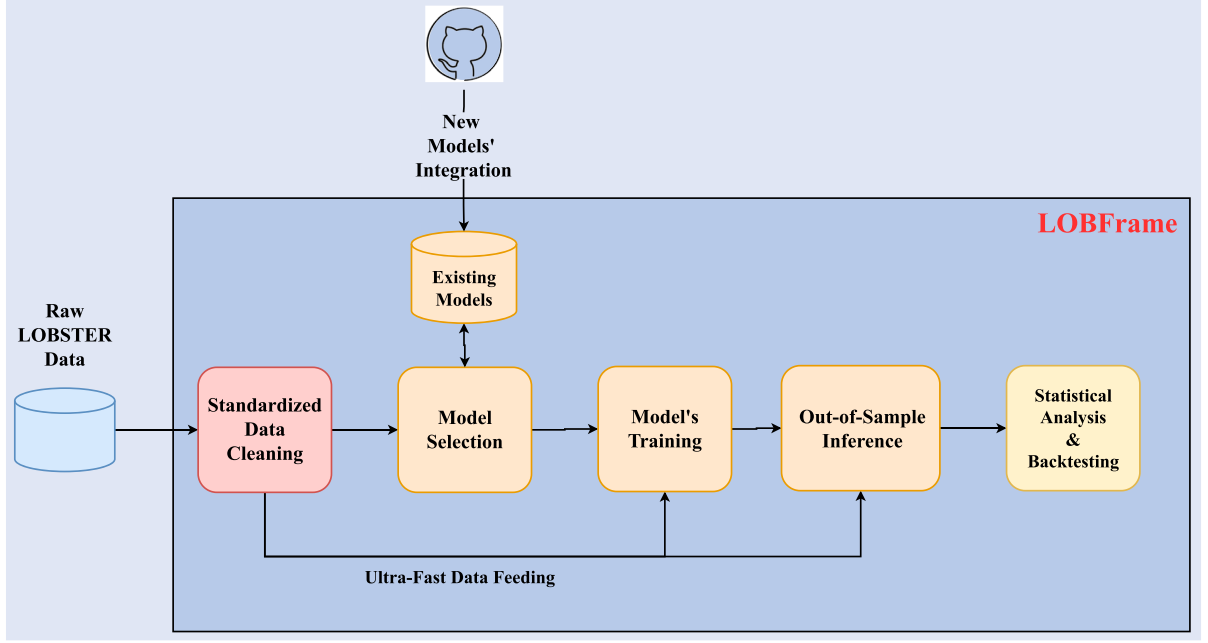 New
Models'
Integration
LOBFrame
Existing
Models
Raw
LOBSTER
Data
Standardized
Data
Cleaning
Model
Selection
Model's
Training
Out-of-Sample
Inference
Statistical
Analysis
&
Backtesting
Ultra-Fast Data Feeding